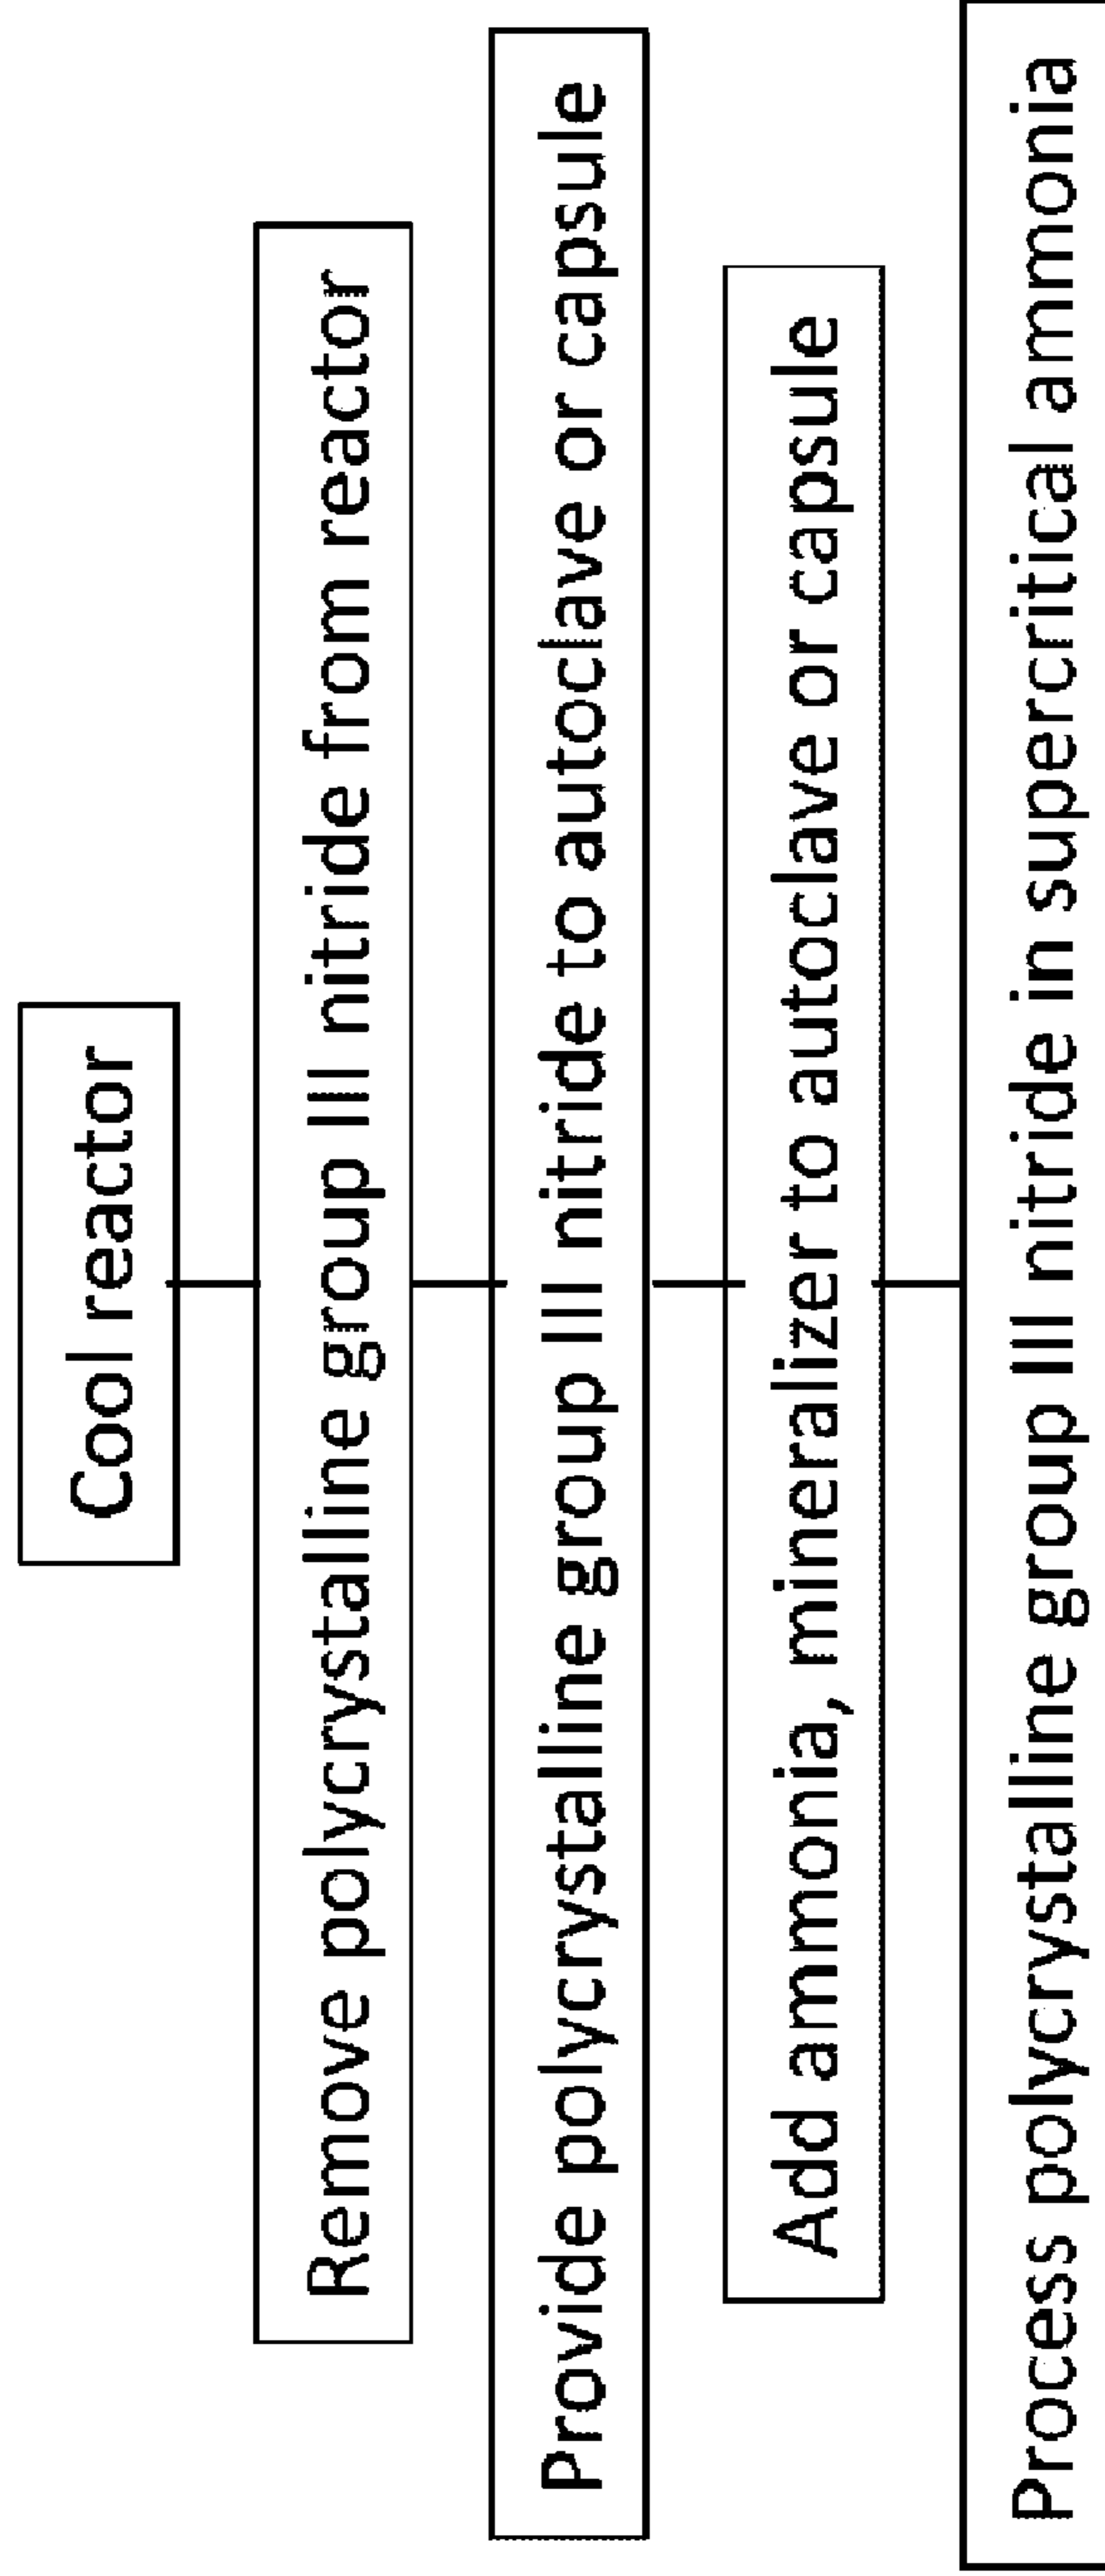 Cool reactor
Remove polycrystalline group III nitride from reactor
Provide polycrystalline group III nitride to autoclave or capsule
Add ammonia, mineralizer to autoclave or capsule
Process polycrystalline group III nitride in supercritical ammonia